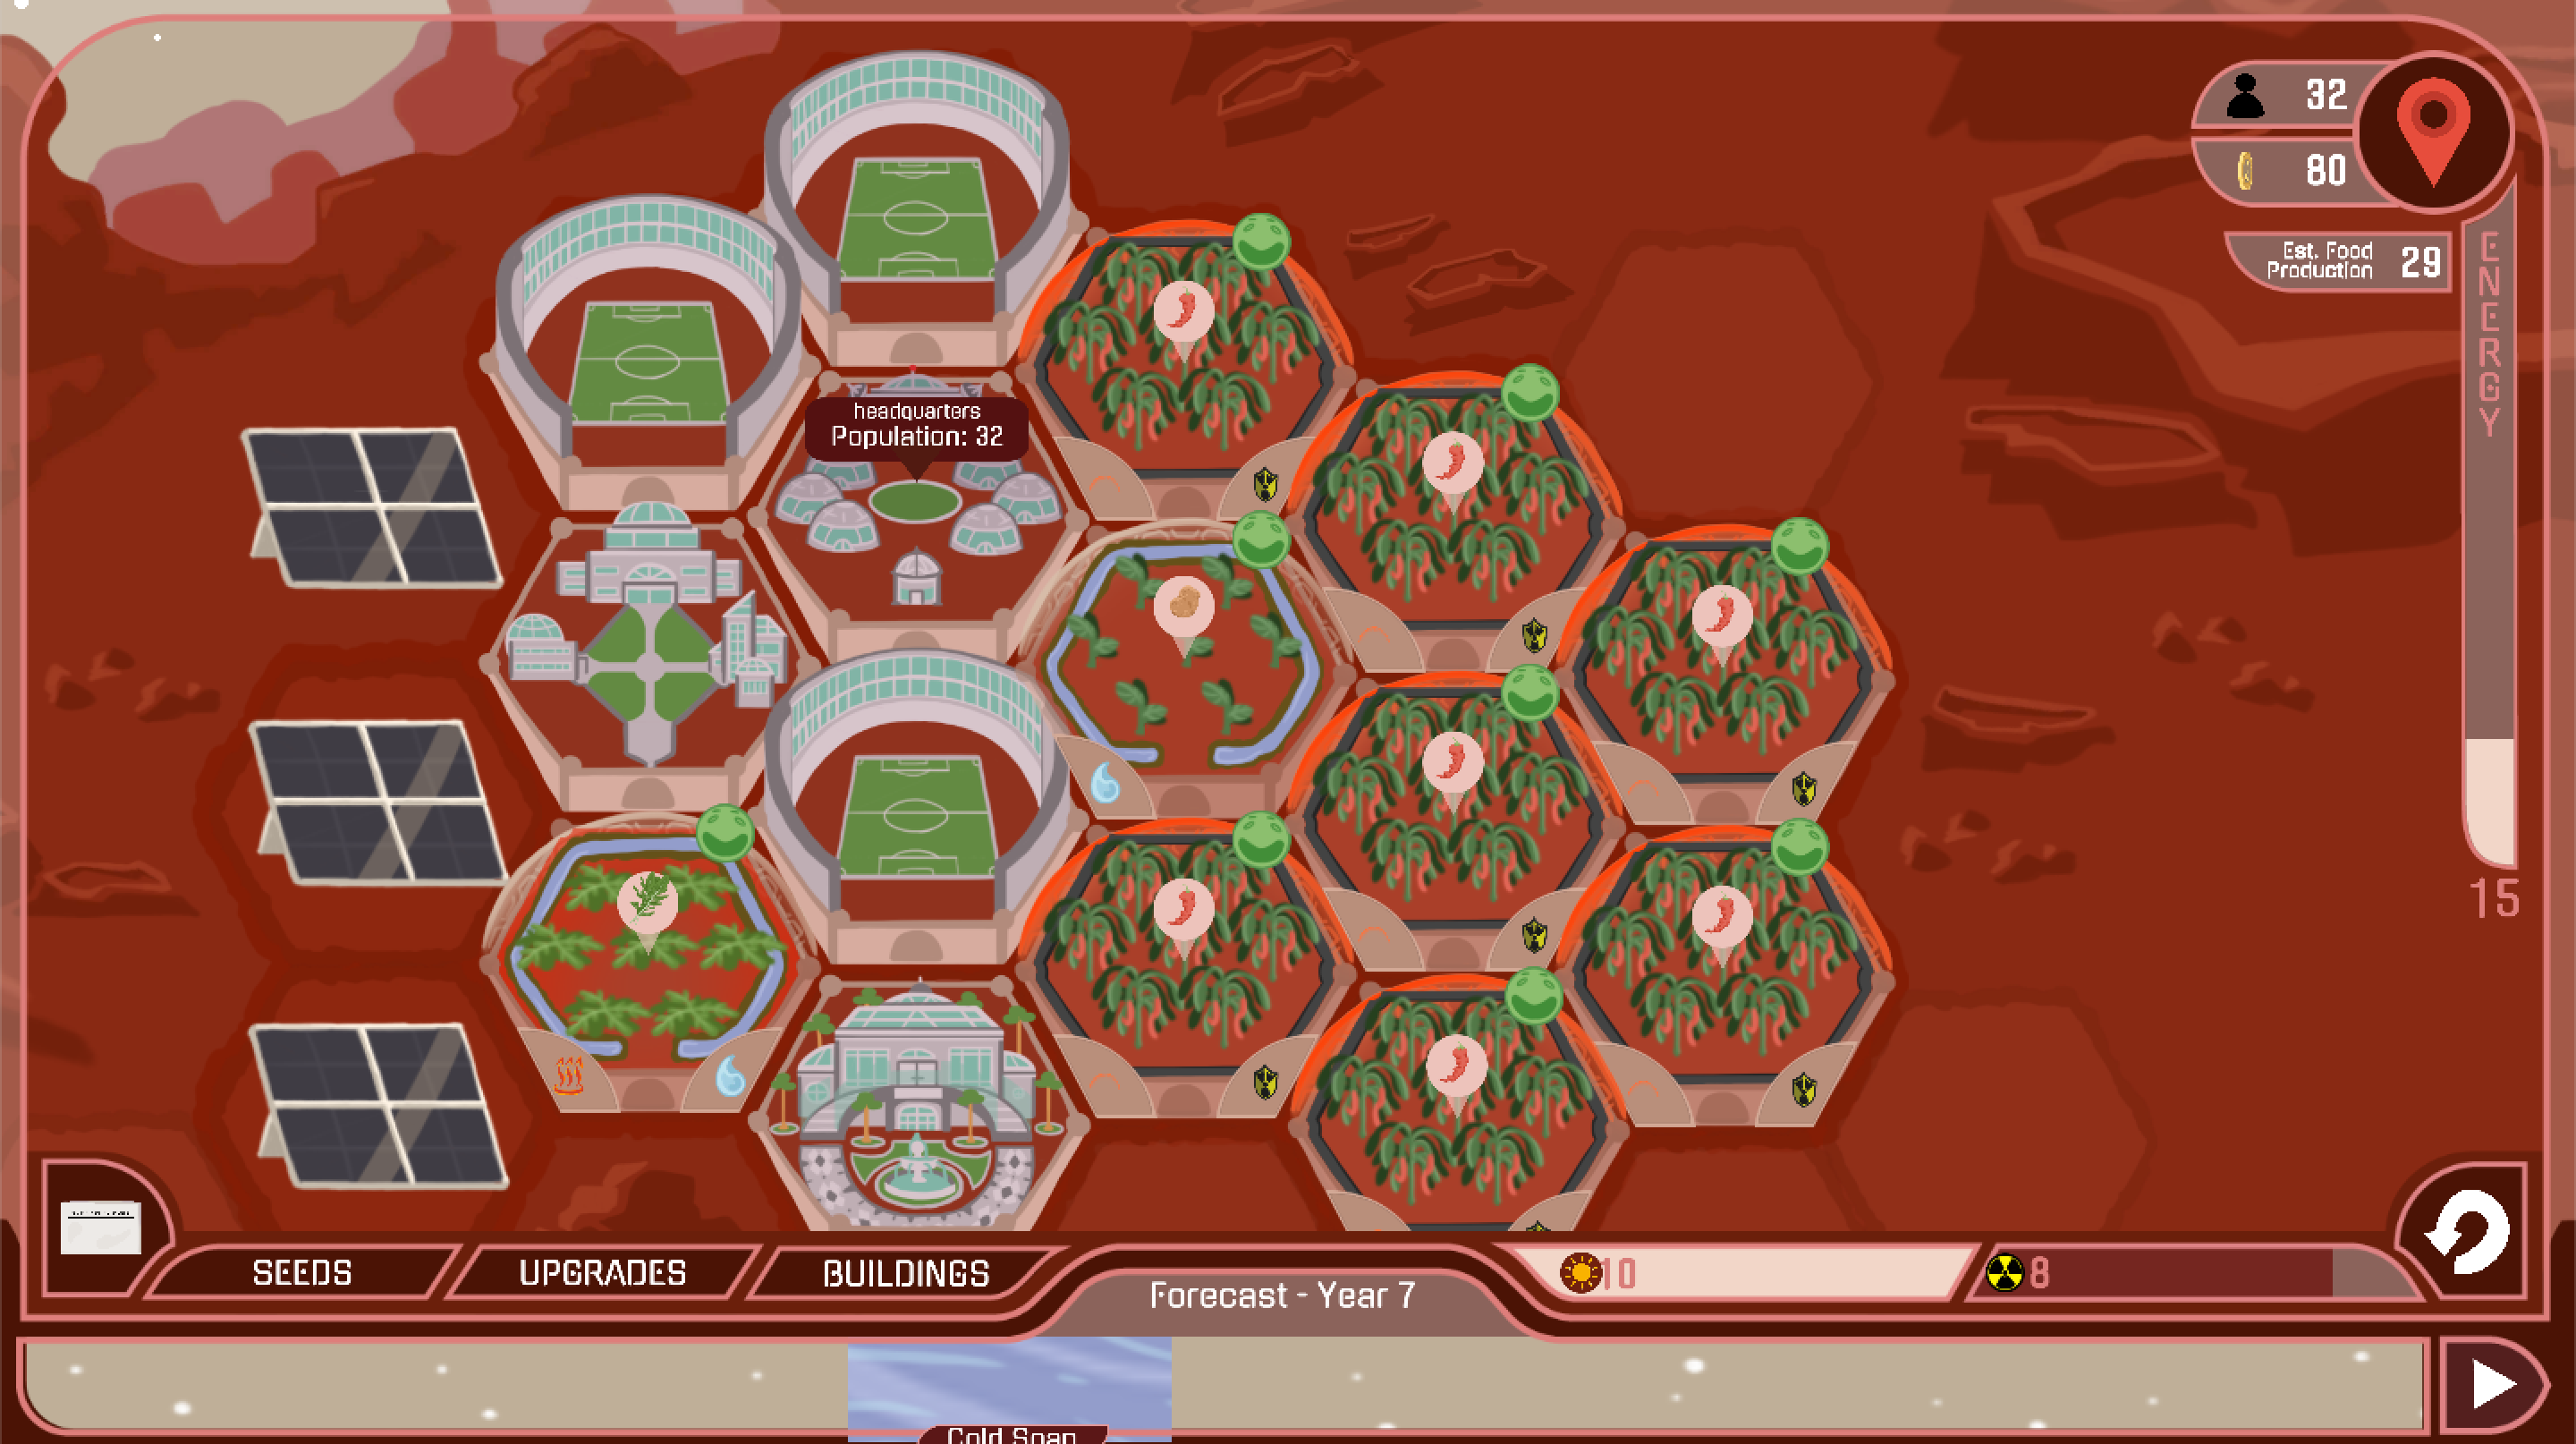 32
80
Est. Food
Production 29
ENERGY
15
headquarters
Population: 32
SEEDS
UPGRADES
BUILDINGS
Forecast - Year 7
10
8
Cold Snap